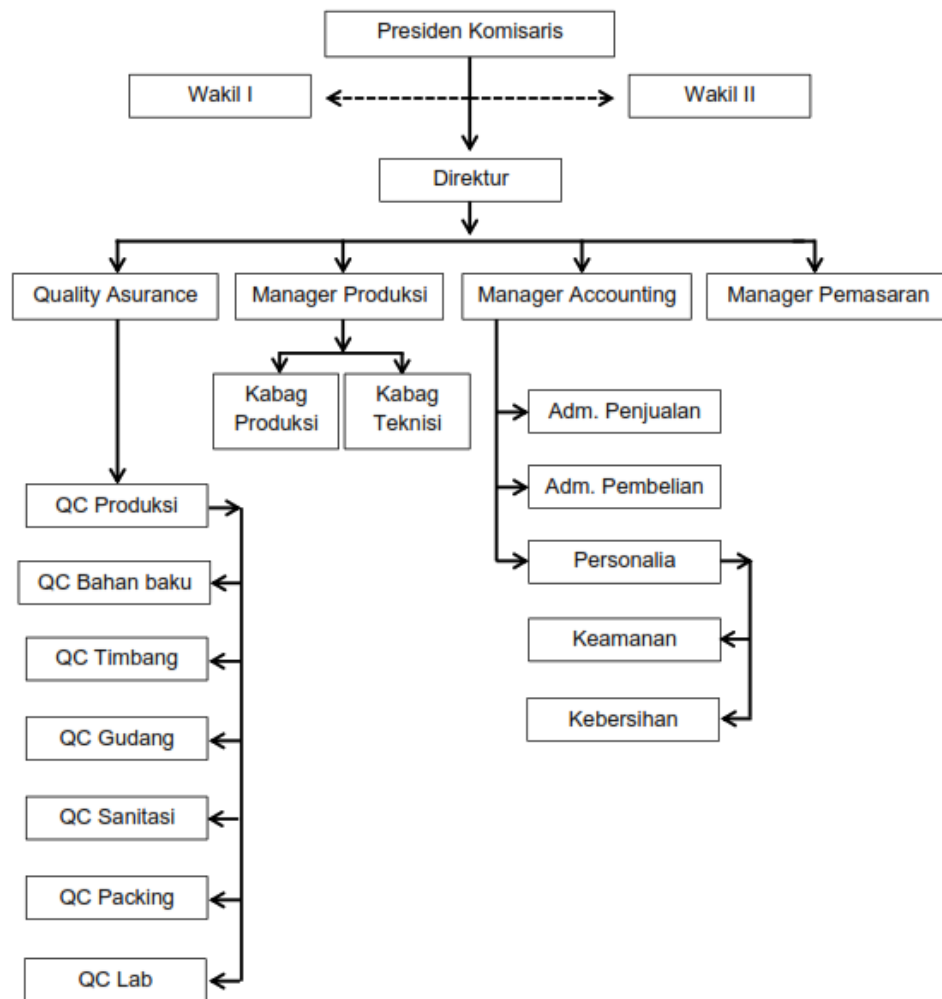 Presiden Komisaris
Wakil I
Wakil II
Direktur
Quality Asurance
Manager Produksi
Manager Accounting
Manager Pemasaran
Kabag
Produksi
Kabag
Teknisi
Adm. Penjualan
Adm. Pembelian
QC Produksi
Personalia
QC Bahan baku
Keamanan
QC Timbang
Kebersihan
QC Gudang
QC Sanitasi
QC Packing
QC Lab